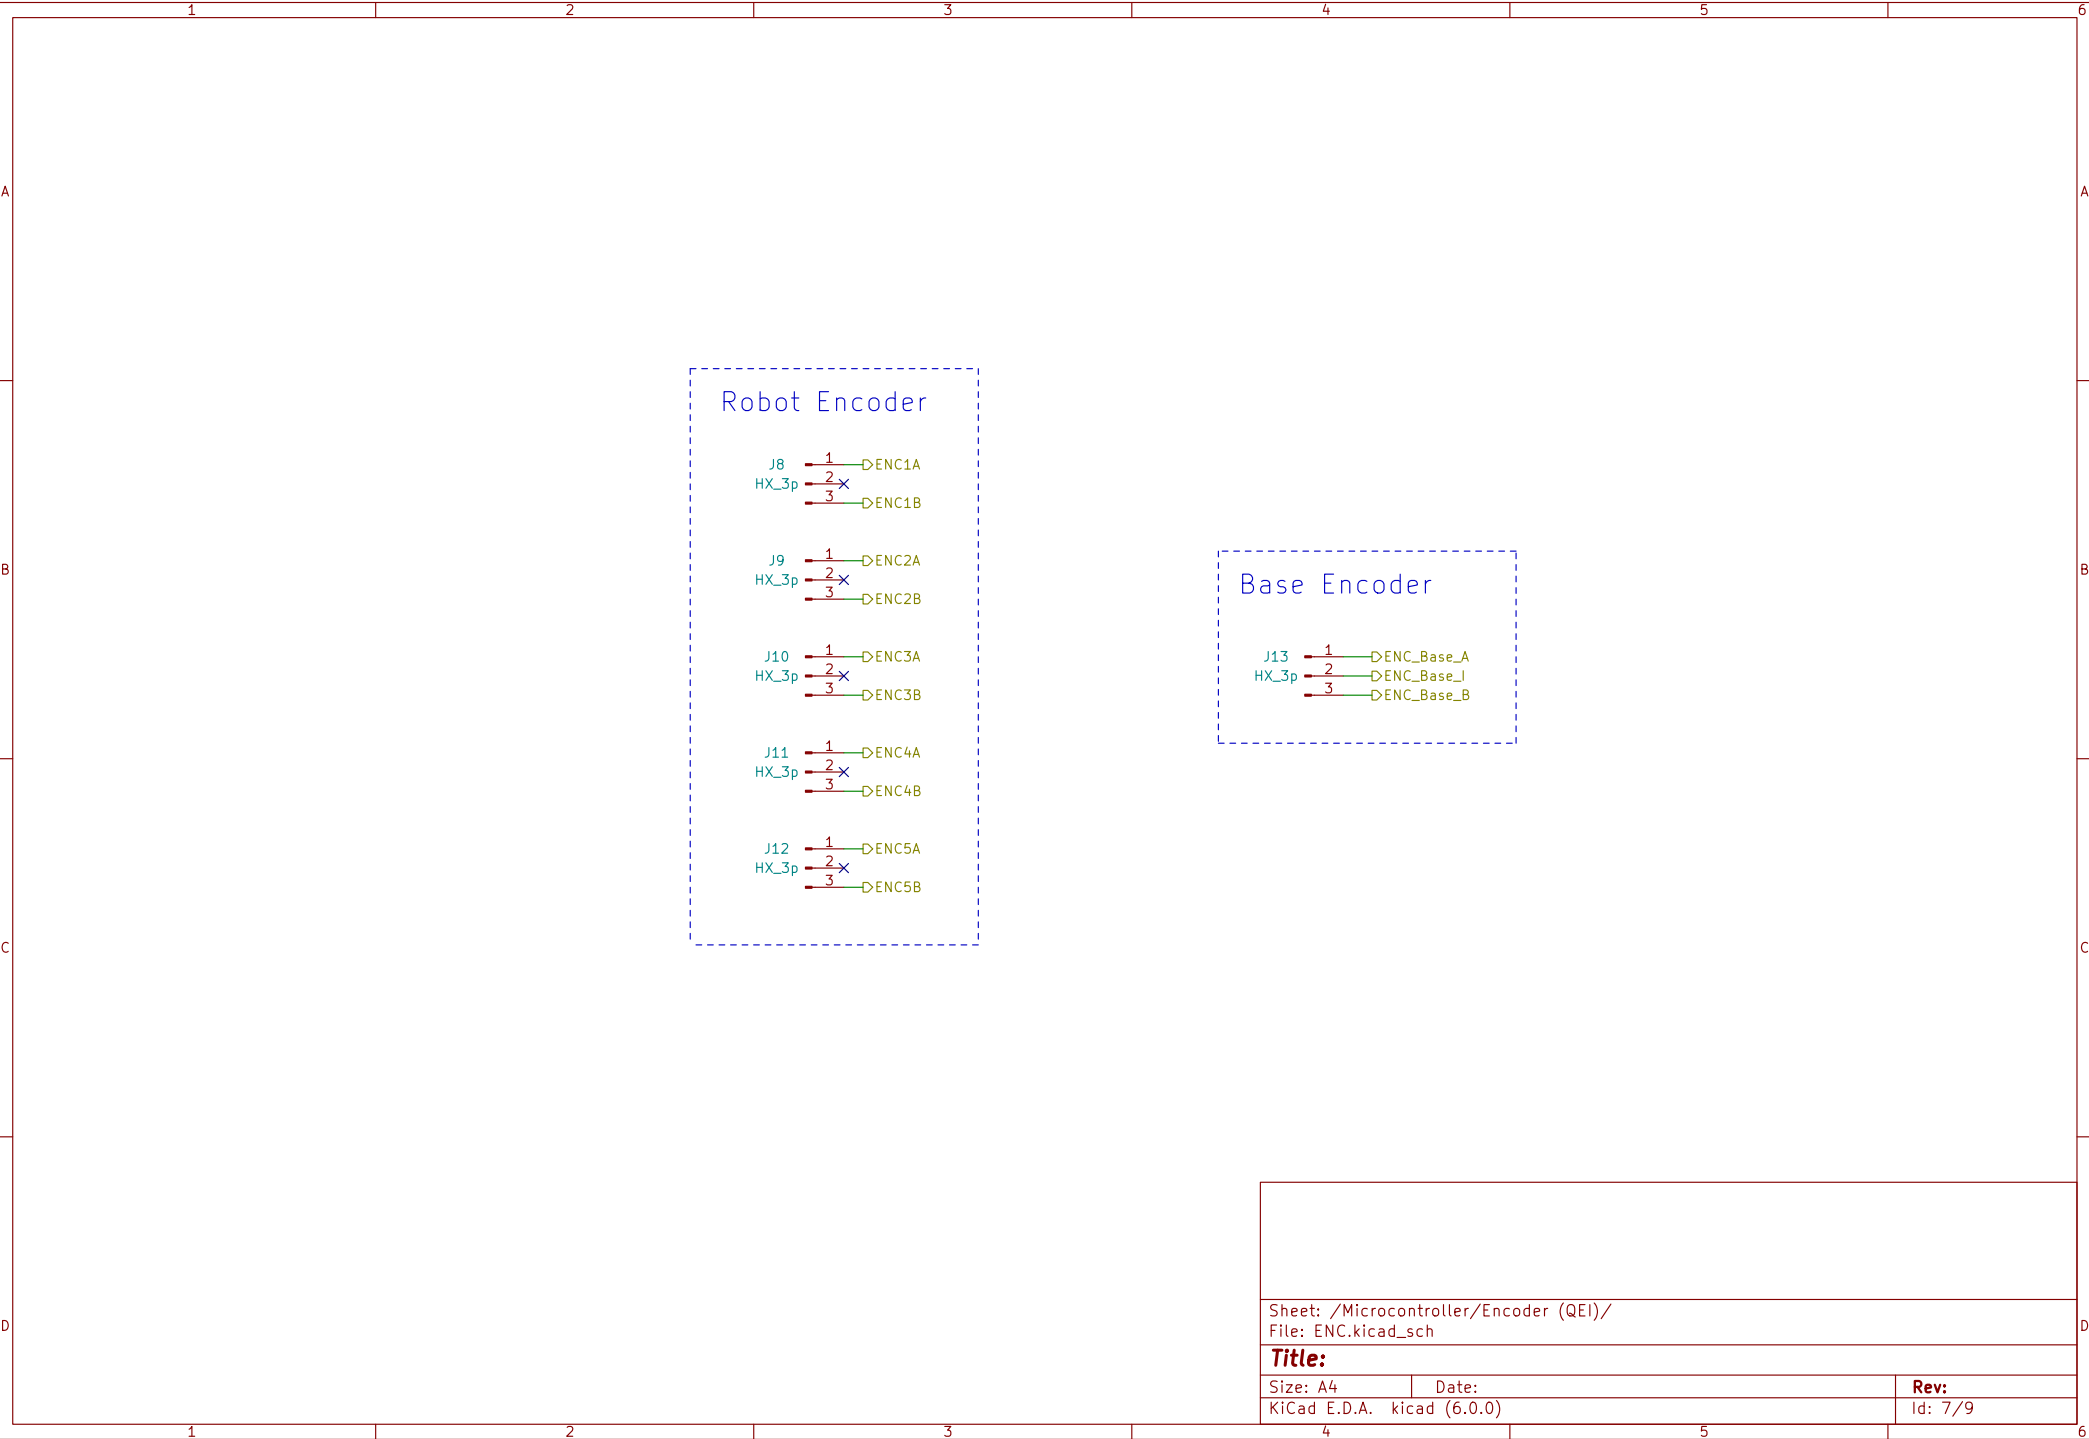 1 2 3 4 5 6
A A
Robot Encoder
J8 1 ENC1A
HX_3p 2
3 ENC1B
J9 1 ENC2A
HX_3p 2
3 ENC2B
J10 1 ENC3A
HX_3p 2
3 ENC3B
J11 1 ENC4A
HX_3p 2
3 ENC4B
J12 1 ENC5A
HX_3p 2
3 ENC5B
B B
Base Encoder
J13 1 ENC_Base_A
HX_3p 2 ENC_Base_I
3 ENC_Base_B
C C
Sheet: /Microcontroller/Encoder (QEI)/
File: ENC.kicad_sch
Title:
Size: A4 Date: Rev:
KiCad E.D.A. kicad (6.0.0) Id: 7/9
D D
1 2 3 4 5 6